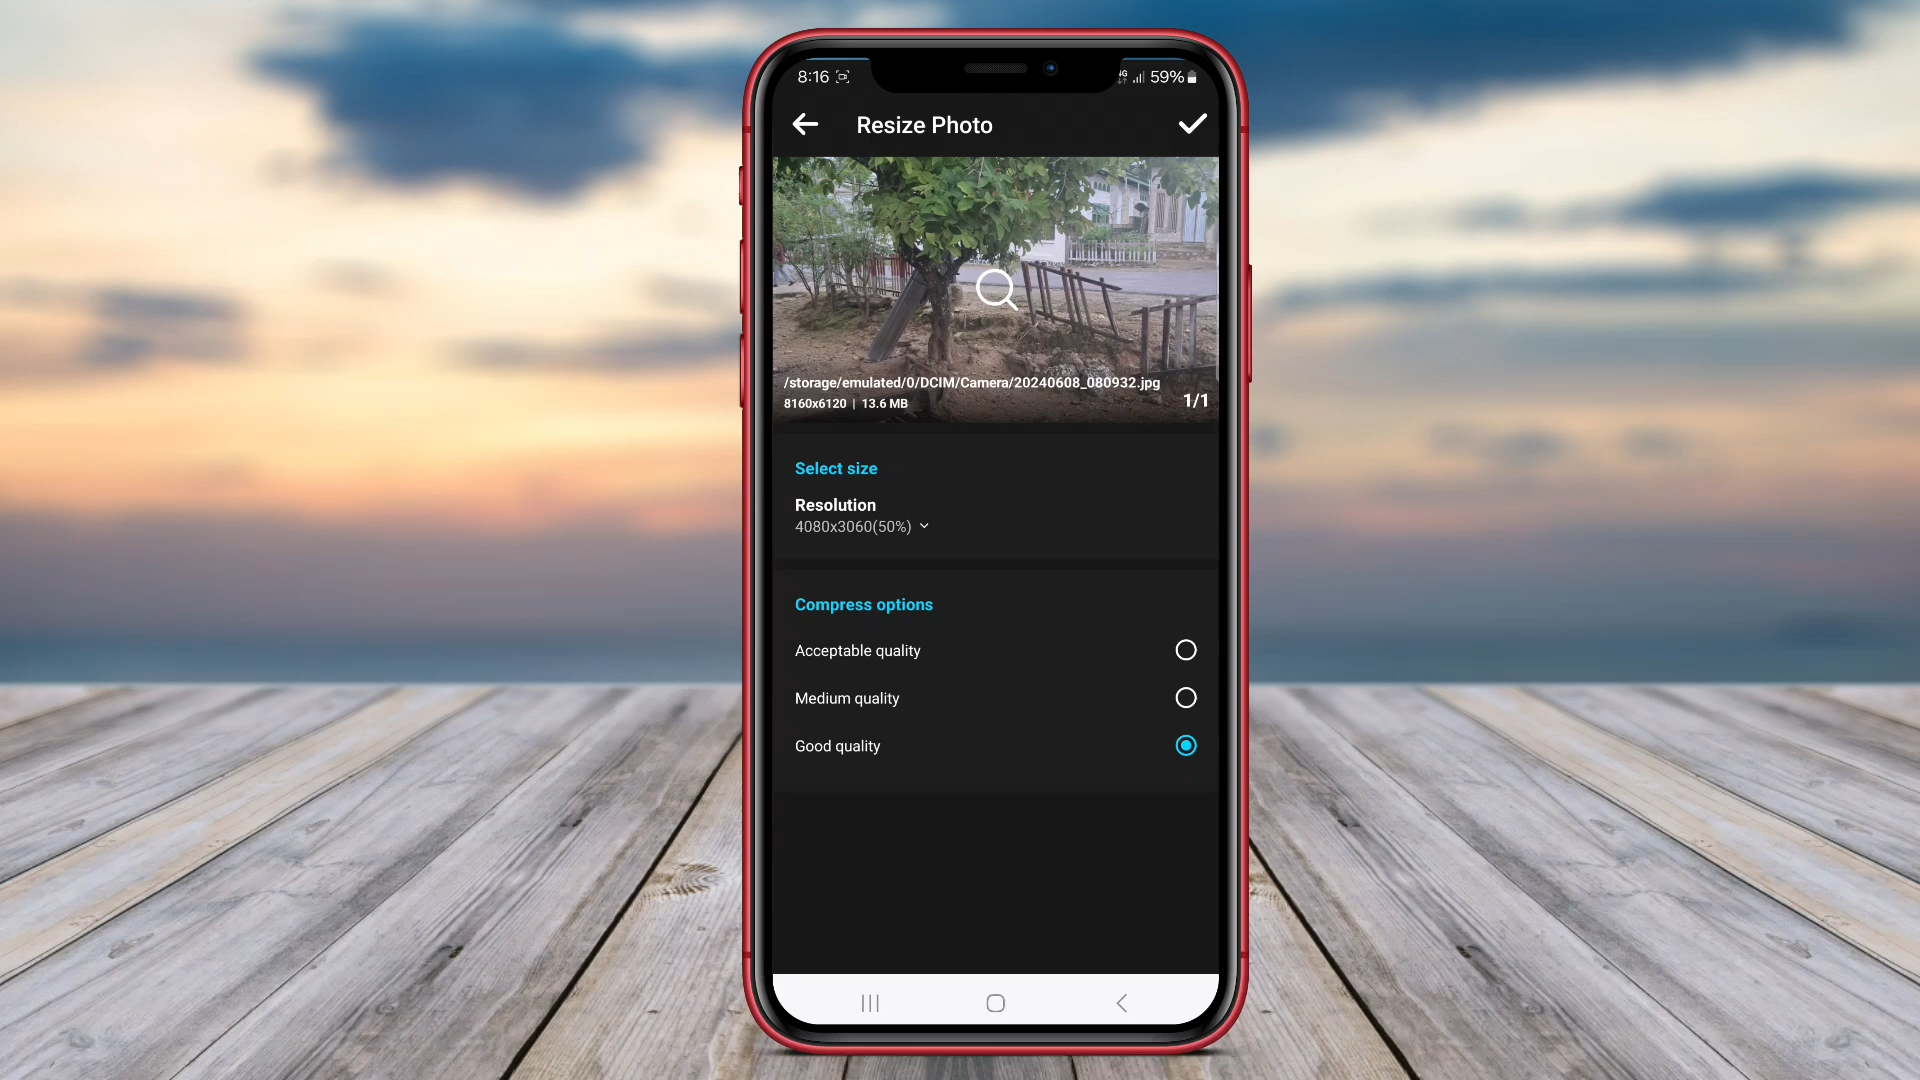 8:16
4G 59%
Resize Photo
/storage/emulated/0/DCIM/Camera/20240608_080932.jpg
8160x6120 | 13.6 MB
1/1
Select size
Resolution
4080x3060(50%)
Compress options
Acceptable quality
Medium quality
Good quality